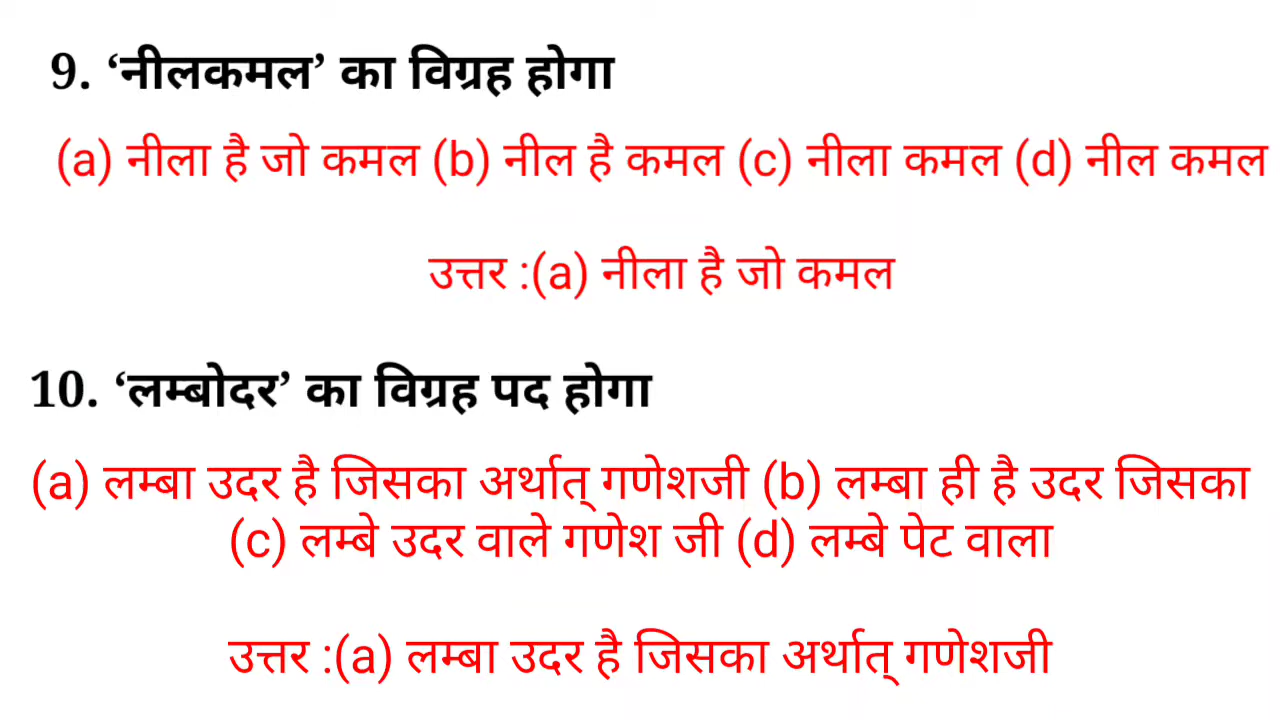 9. ‘नीलकमल’ का विग्रह होगा
(a) नीला है जो कमल (b) नील है कमल (c) नीला कमल (d) नील कमल
उत्तर :(a) नीला है जो कमल
10. ‘लम्बोदर’ का विग्रह पद होगा
(a) लम्बा उदर है जिसका अर्थात् गणेशजी (b) लम्बा ही है उदर जिसका
(c) लम्बे उदर वाले गणेश जी (d) लम्बे पेट वाला
उत्तर :(a) लम्बा उदर है जिसका अर्थात् गणेशजी